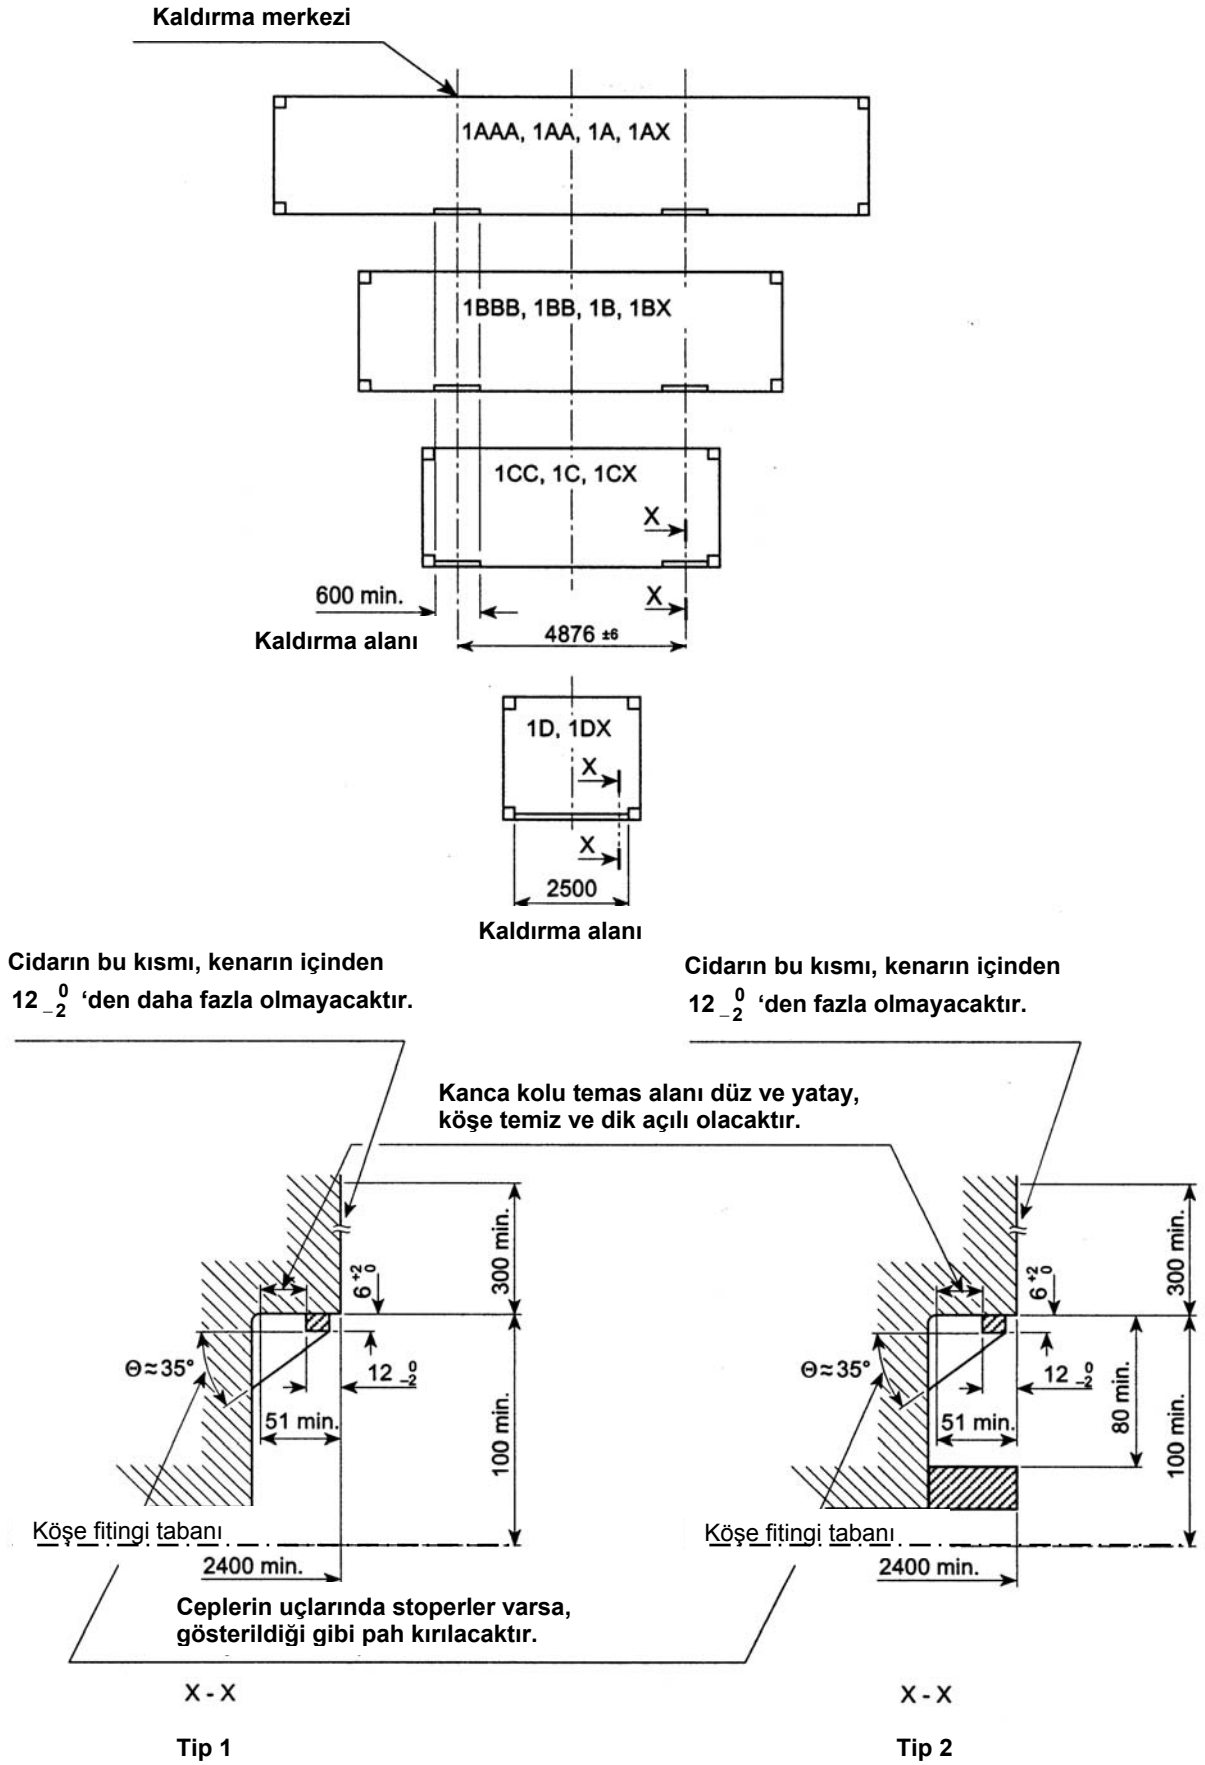 Kaldırma merkezi
1AAA, 1AA, 1A, 1AX
1BBB, 1BB, 1B, 1BX
1CC, 1C, 1CX
X
600 min.
X
Kaldırma alanı
4876 ±6
1D, 1DX
X
X
2500
Kaldırma alanı
Cidarın bu kısmı, kenarın içinden
12 0 -2 ‘den daha fazla olmayacaktır.
Cidarın bu kısmı, kenarın içinden
12 0 -2 ‘den fazla olmayacaktır.
Kanca kolu temas alanı düz ve yatay,
köşe temiz ve dik açılı olacaktır.
300 min.
6 +2 0
Θ≈35°
12 0 -2
51 min.
100 min.
Köşe fitingi tabanı
2400 min.
300 min.
6 +2 0
Θ≈35°
12 0 -2
51 min.
80 min.
100 min.
Köşe fitingi tabanı
2400 min.
Ceplerin uçlarında stoperler varsa,
gösterildiği gibi pah kırılacaktır.
X - X
X - X
Tip 1
Tip 2